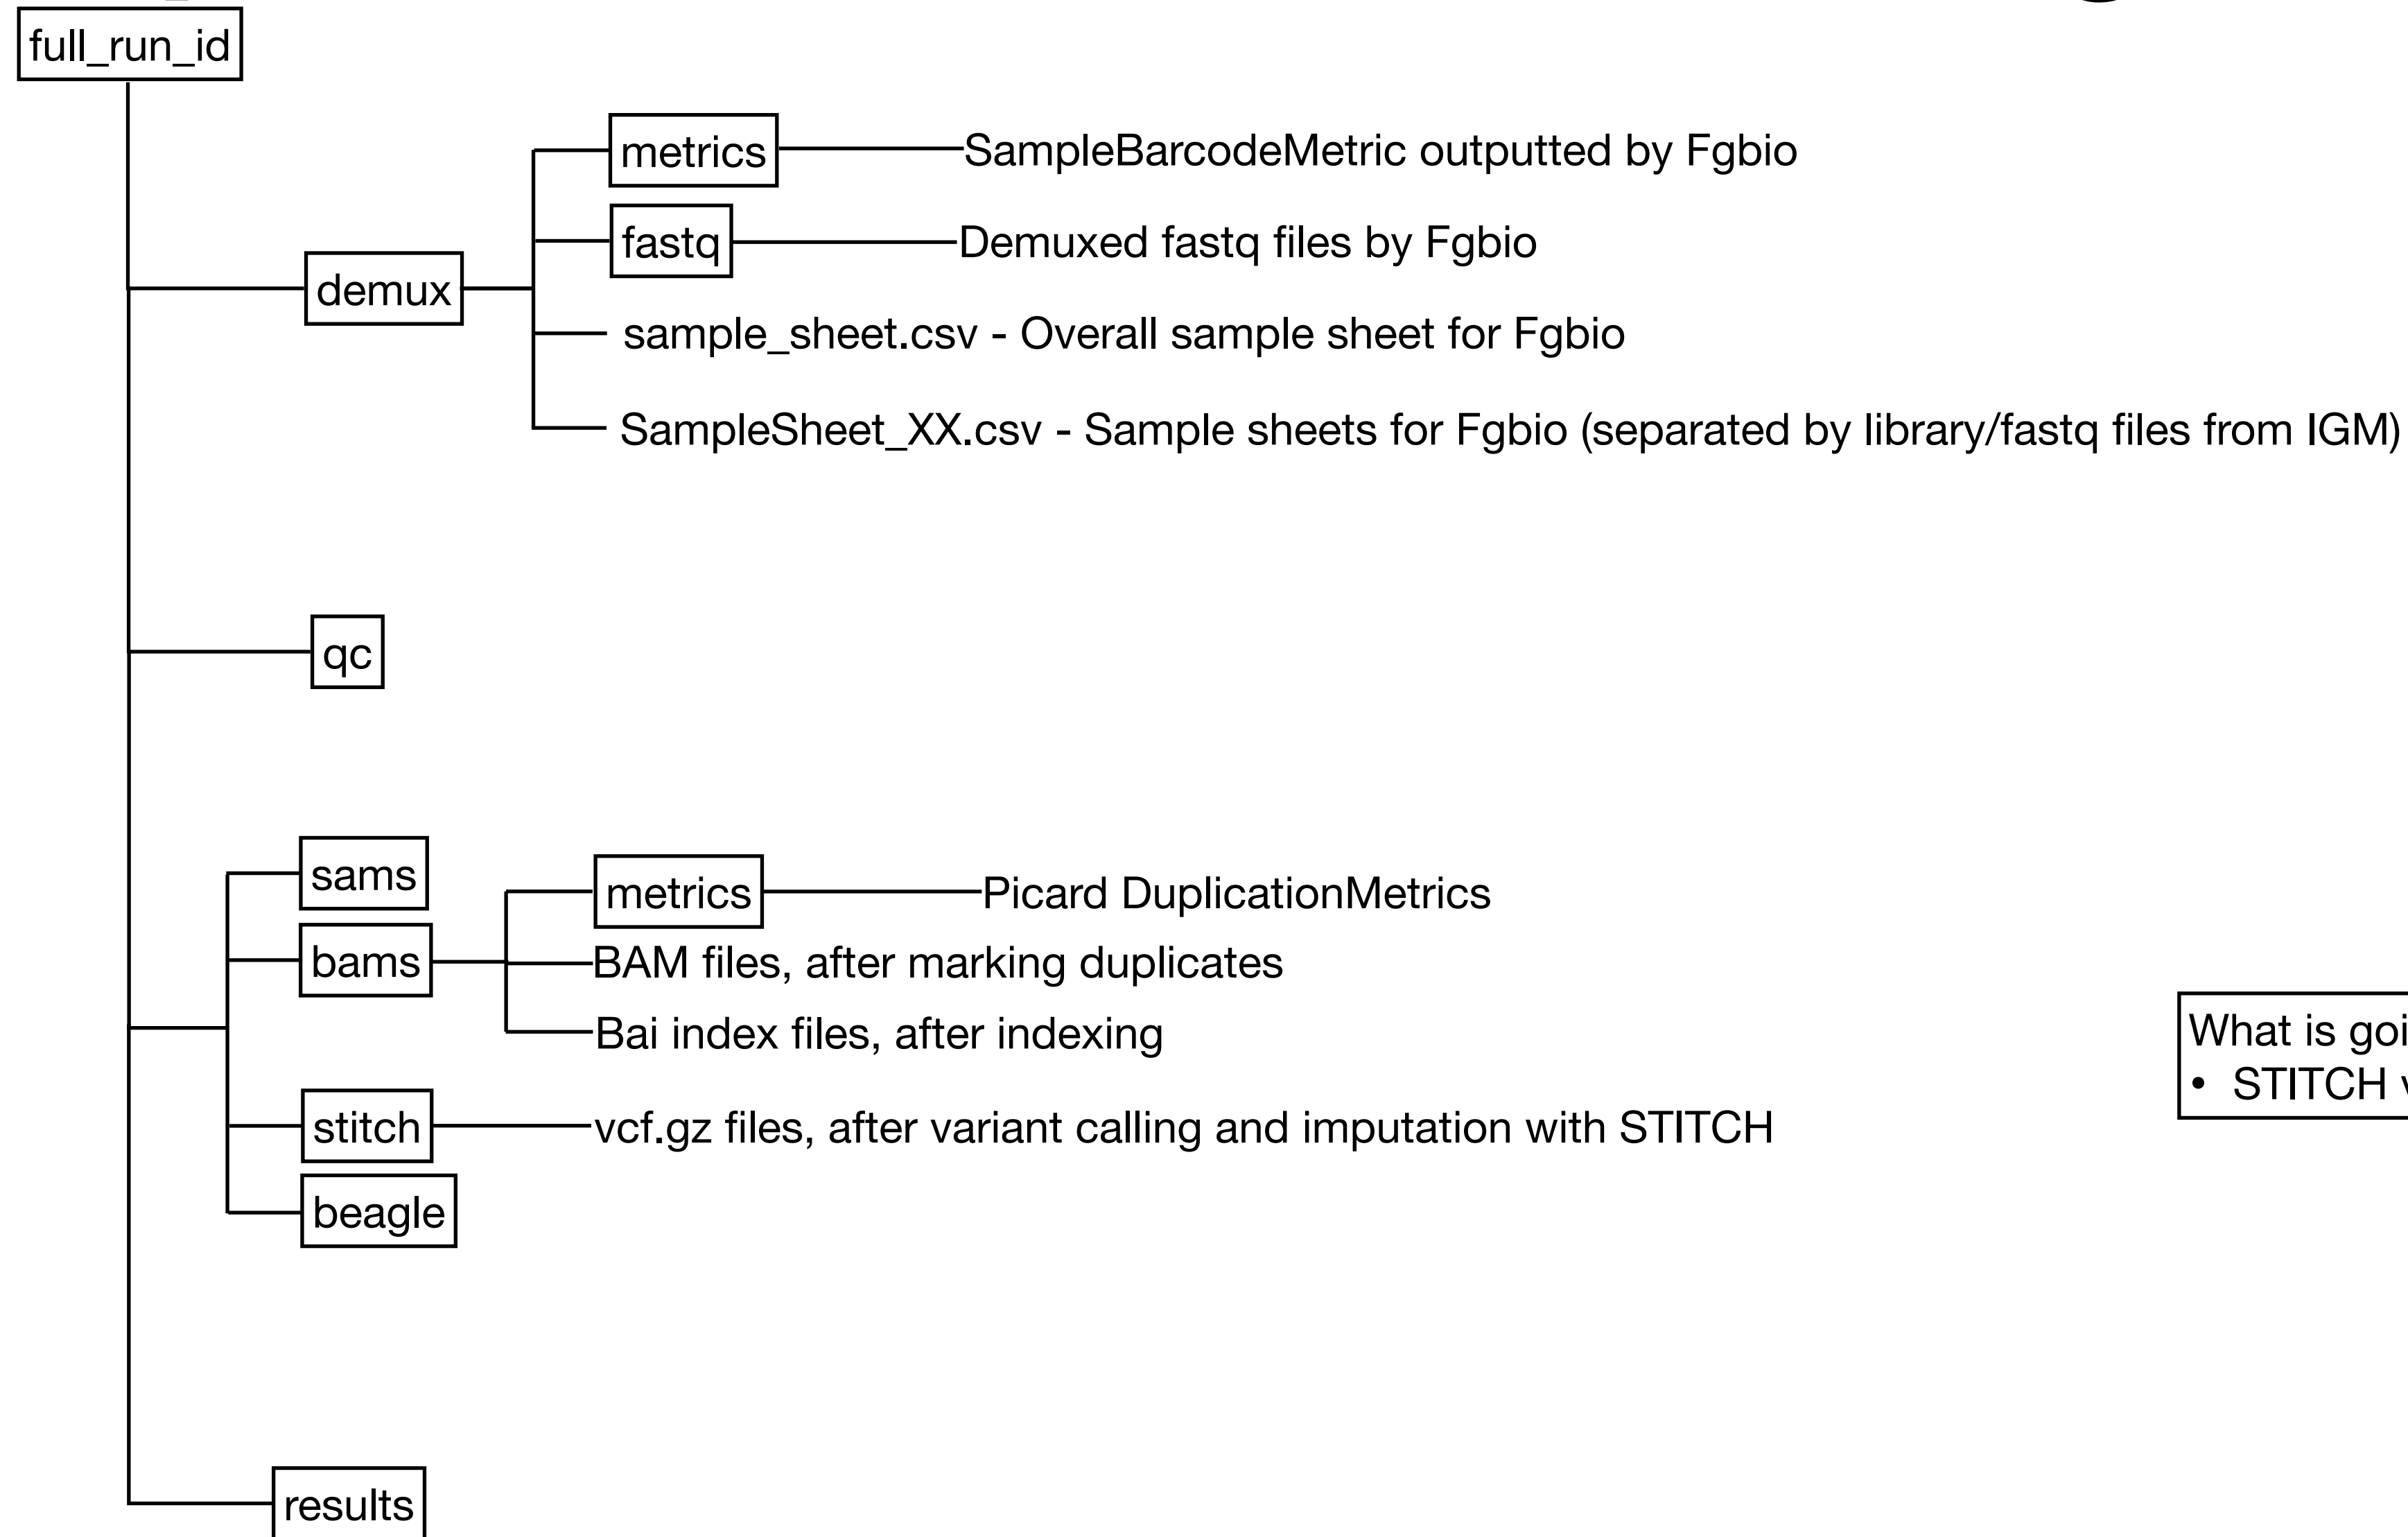 full_run_id
metrics
SampleBarcodeMetric outputted by Fgbio
fastq
Demuxed fastq files by Fgbio
demux
sample_sheet.csv - Overall sample sheet for Fgbio
SampleSheet_XX.csv - Sample sheets for Fgbio (separated by library/fastq files from IGM)
qc
sams
metrics
Picard DuplicationMetrics
bams
BAM files, after marking duplicates
Bai index files, after indexing
What is
• STITCH
stitch
vcf.gz files, after variant calling and imputation with STITCH
beagle
results